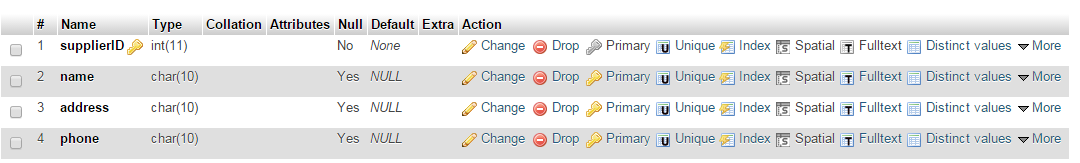 # Name Type Collation Attributes Null Default Extra Action
1 supplierID int(11) No None Change Drop Primary U Unique Index S Spatial T Fulltext Distinct values More
2 name char(10) Yes NULL Change Drop Primary U Unique Index S Spatial T Fulltext Distinct values More
3 address char(10) Yes NULL Change Drop Primary U Unique Index S Spatial T Fulltext Distinct values More
4 phone char(10) Yes NULL Change Drop Primary U Unique Index S Spatial T Fulltext Distinct values More